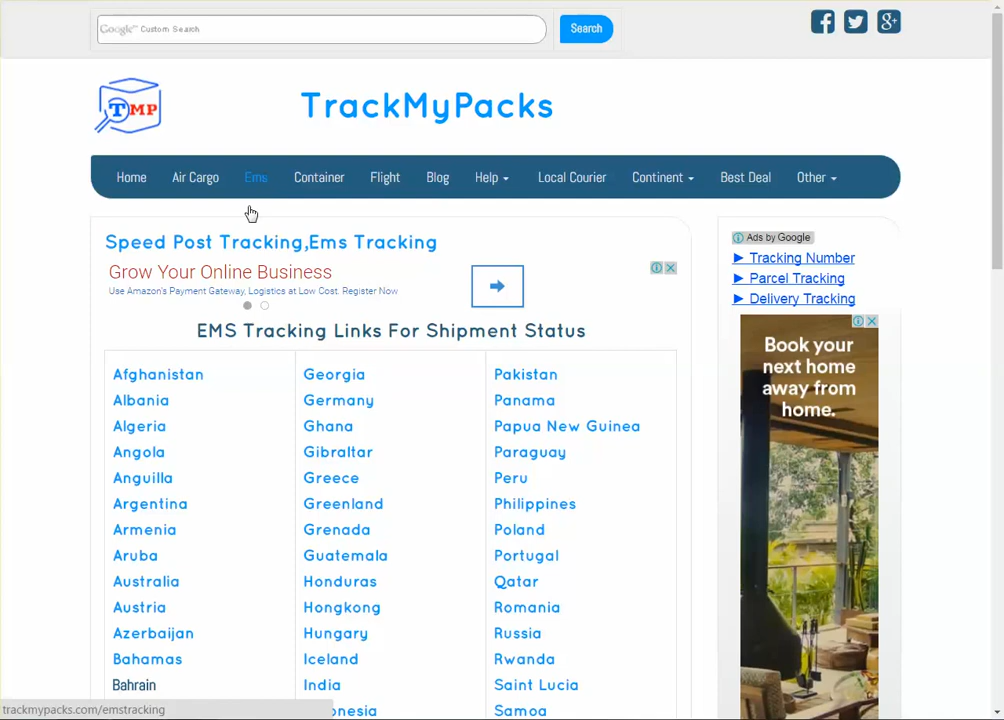 Google™ Custom Search
Search
TMP
TrackMyPacks
Home Air Cargo Ems Container Flight Blog Help Local Courier Continent Best Deal Other
Speed Post Tracking,Ems Tracking
Grow Your Online Business
Use Amazon's Payment Gateway, Logistics at Low Cost. Register Now
EMS Tracking Links For Shipment Status
Afghanistan Georgia Pakistan
Albania Germany Panama
Algeria Ghana Papua New Guinea
Angola Gibraltar Paraguay
Anguilla Greece Peru
Argentina Greenland Philippines
Armenia Grenada Poland
Aruba Guatemala Portugal
Australia Honduras Qatar
Austria Hongkong Romania
Azerbaijan Hungary Russia
Bahamas Iceland Rwanda
Bahrain India Saint Lucia
Samoa
Ads by Google
► Tracking Number
► Parcel Tracking
► Delivery Tracking
Book your
next home
away from
home.
trackmypacks.com/emstracking